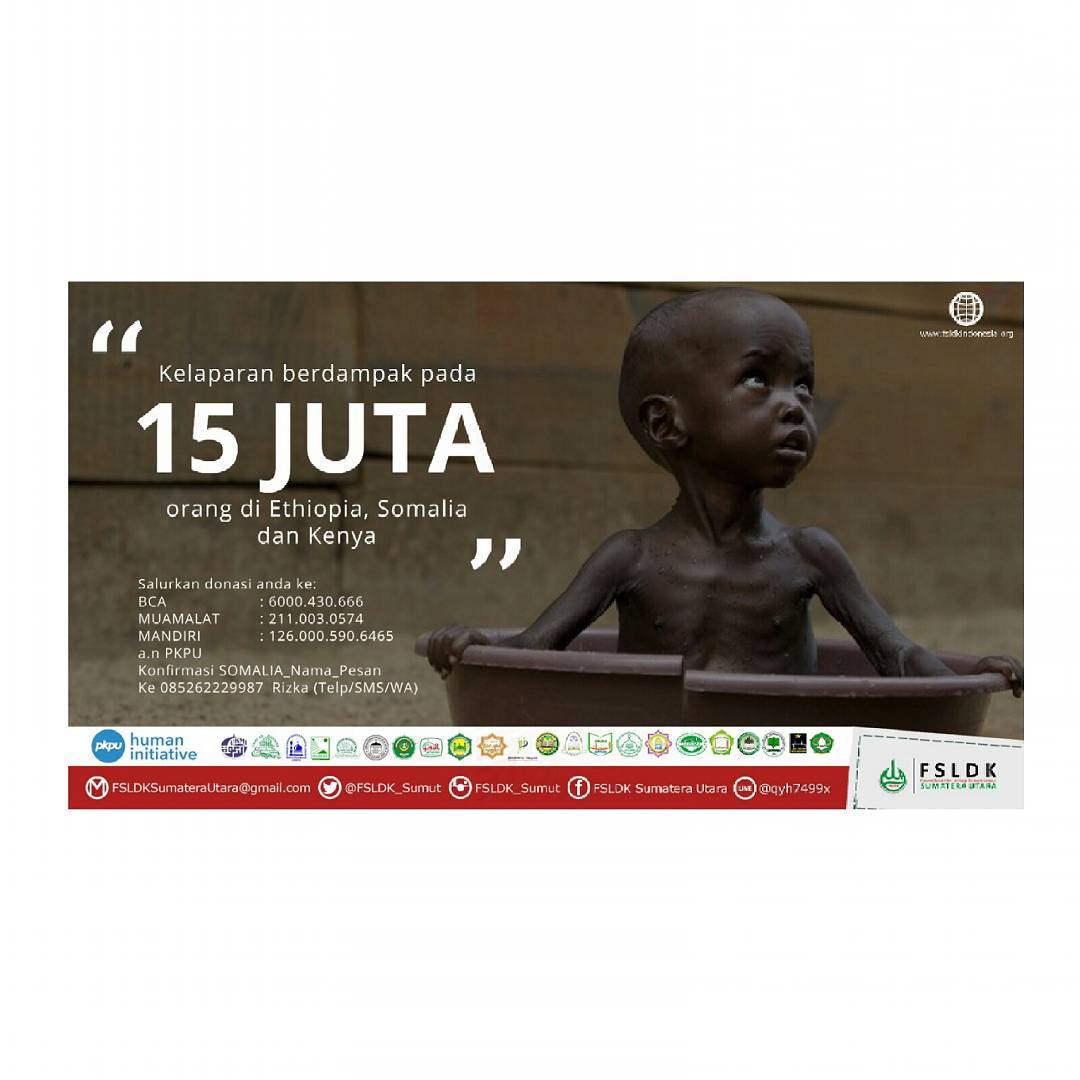 www.fsldkindonesia.org
“
Kelaparan berdampak pada
15 JUTA
orang di Ethiopia, Somalia
dan Kenya
”
Salurkan donasi anda ke:
BCA : 6000.430.666
MUAMALAT : 211.003.0574
MANDIRI : 126.000.590.6465
a.n PKPU
Konfirmasi SOMALIA_Nama_Pesan
Ke 085262229987 Rizka (Telp/SMS/WA)
pkpu human
initiative
FSLDKSumateraUtara@gmail.com @FSLDK_Sumut FSLDK_Sumut FSLDK Sumatera Utara LINE @qyh7499x
FSLDK
SUMATERA UTARA